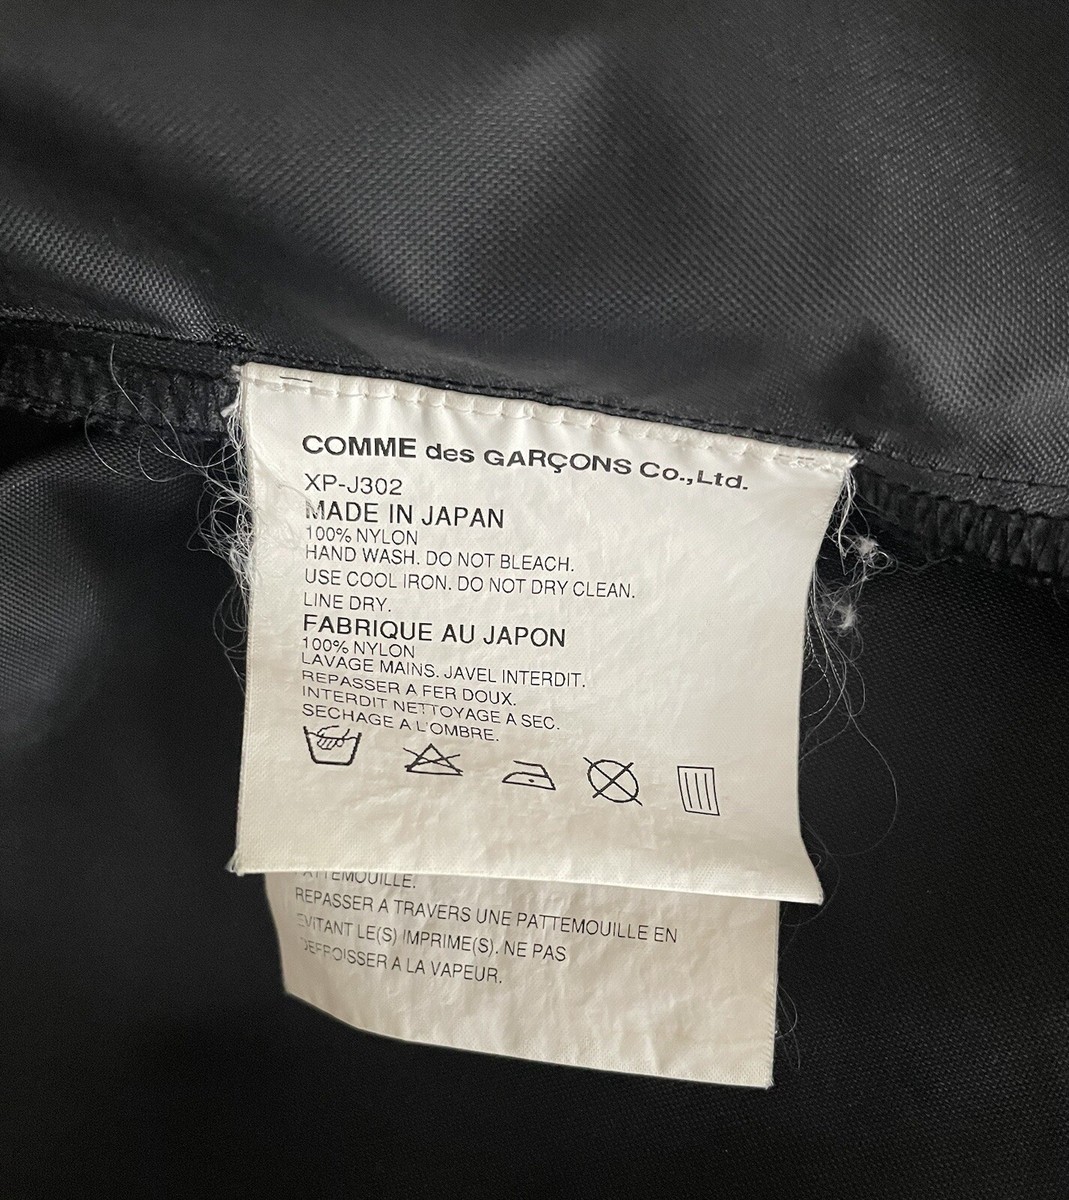 COMME des GARÇONS Co.,Ltd.
XP-J302
MADE IN JAPAN
100% NYLON
HAND WASH. DO NOT BLEACH.
USE COOL IRON. DO NOT DRY CLEAN.
LINE DRY.
FABRIQUE AU JAPON
100% NYLON
LAVAGE MAINS. JAVEL INTERDIT.
REPASSER A FER DOUX.
INTERDIT NETTOYAGE A SEC.
SECHAGE A L'OMBRE.
PATTEMOUILLE.
REPASSER A TRAVERS UNE PATTEMOUILLE EN
EVITANT LE(S) IMPRIME(S). NE PAS
DEFROISSER A LA VAPEUR.